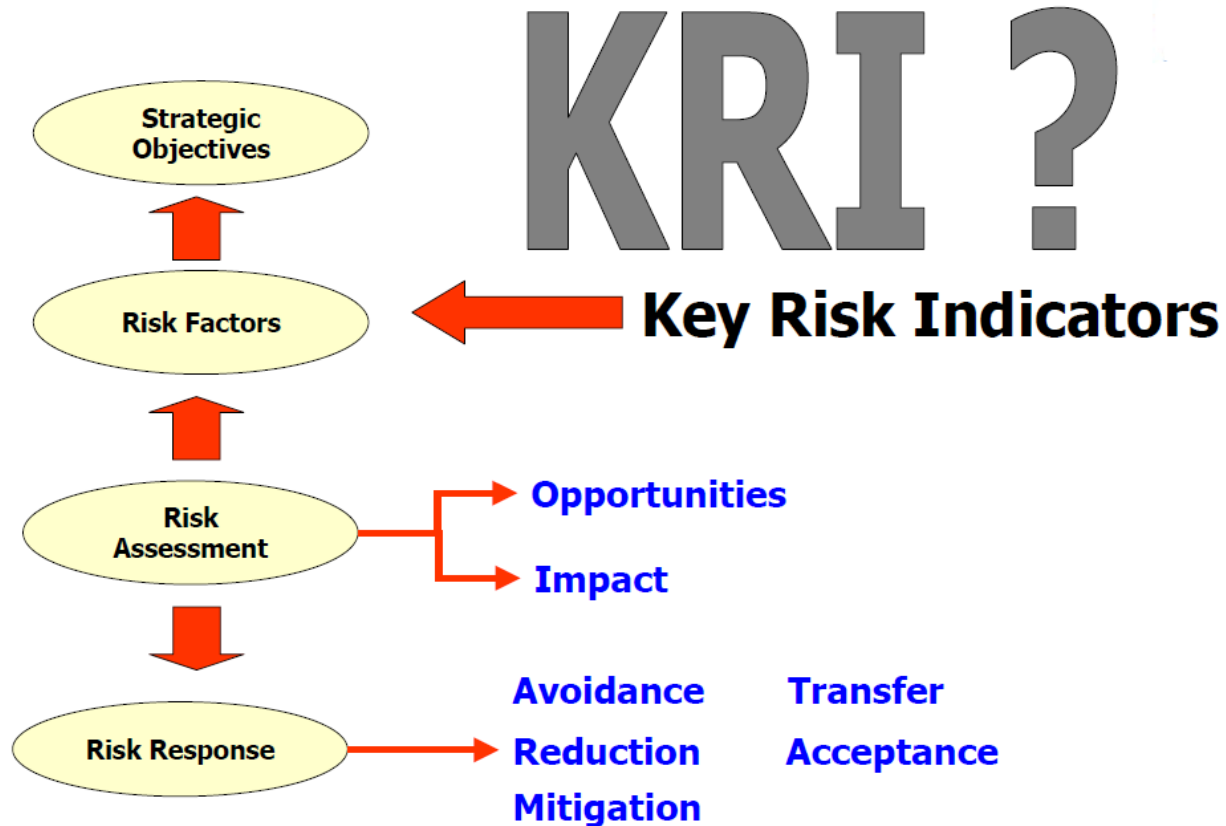 KRI ?
Strategic
Objectives
Risk Factors
Key Risk Indicators
Risk
Assessment
Opportunities
Impact
Risk Response
Avoidance Transfer
Reduction Acceptance
Mitigation